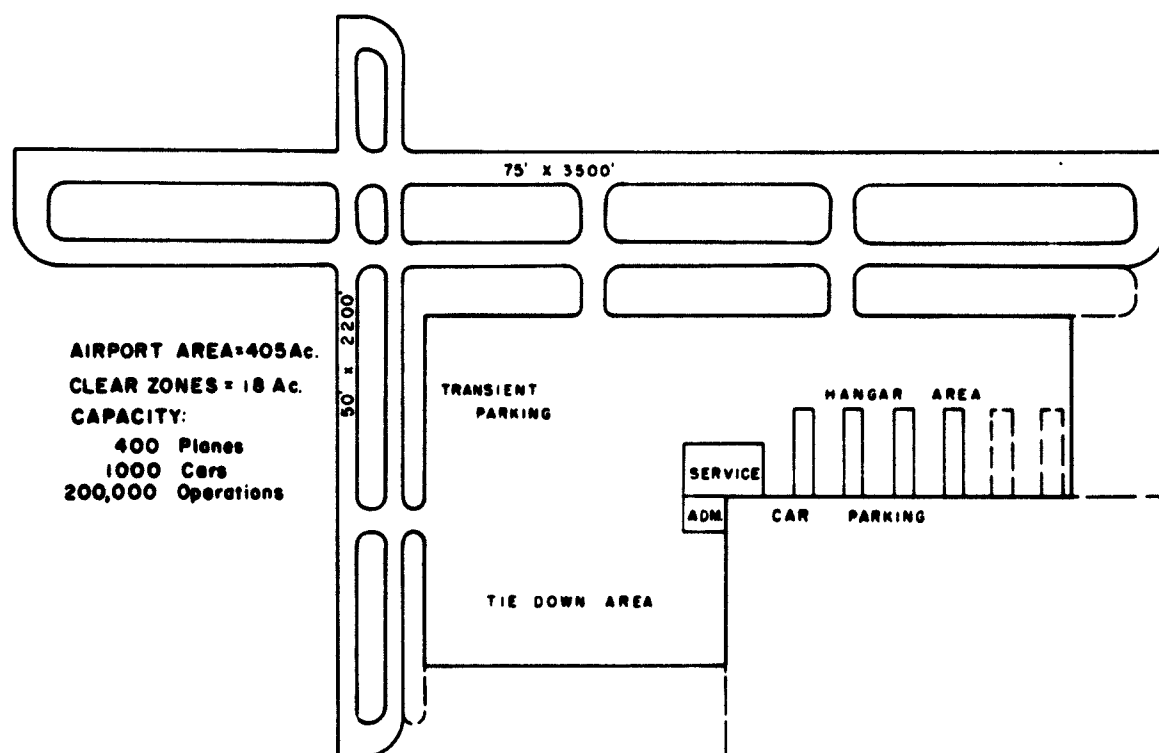 75' X 3500'
50' x 2200'
AIRPORT AREA=405Ac.
CLEAR ZONES = 18 Ac.
CAPACITY:
400 Planes
1000 Cars
200,000 Operations
TRANSIENT
PARKING
HANGAR AREA
SERVICE
ADM.
CAR PARKING
TIE DOWN AREA